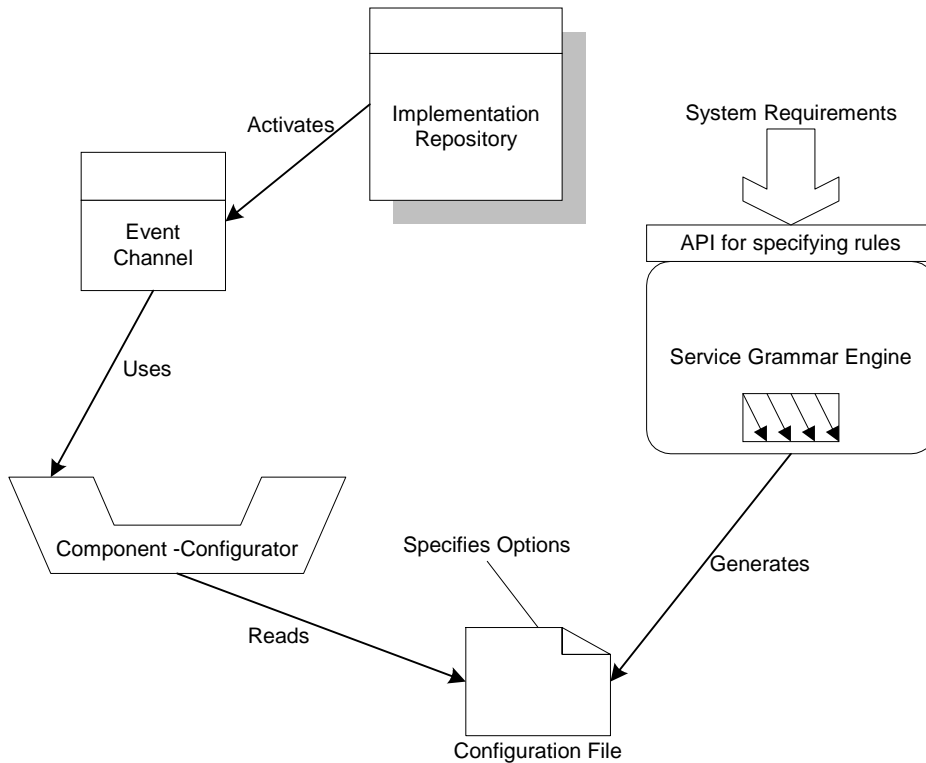 Implementation
Repository
Activates
System Requirements
Event
Channel
API for specifying rules
Service Grammar Engine
Uses
Component -Configurator
Specifies Options
Generates
Reads
Configuration File